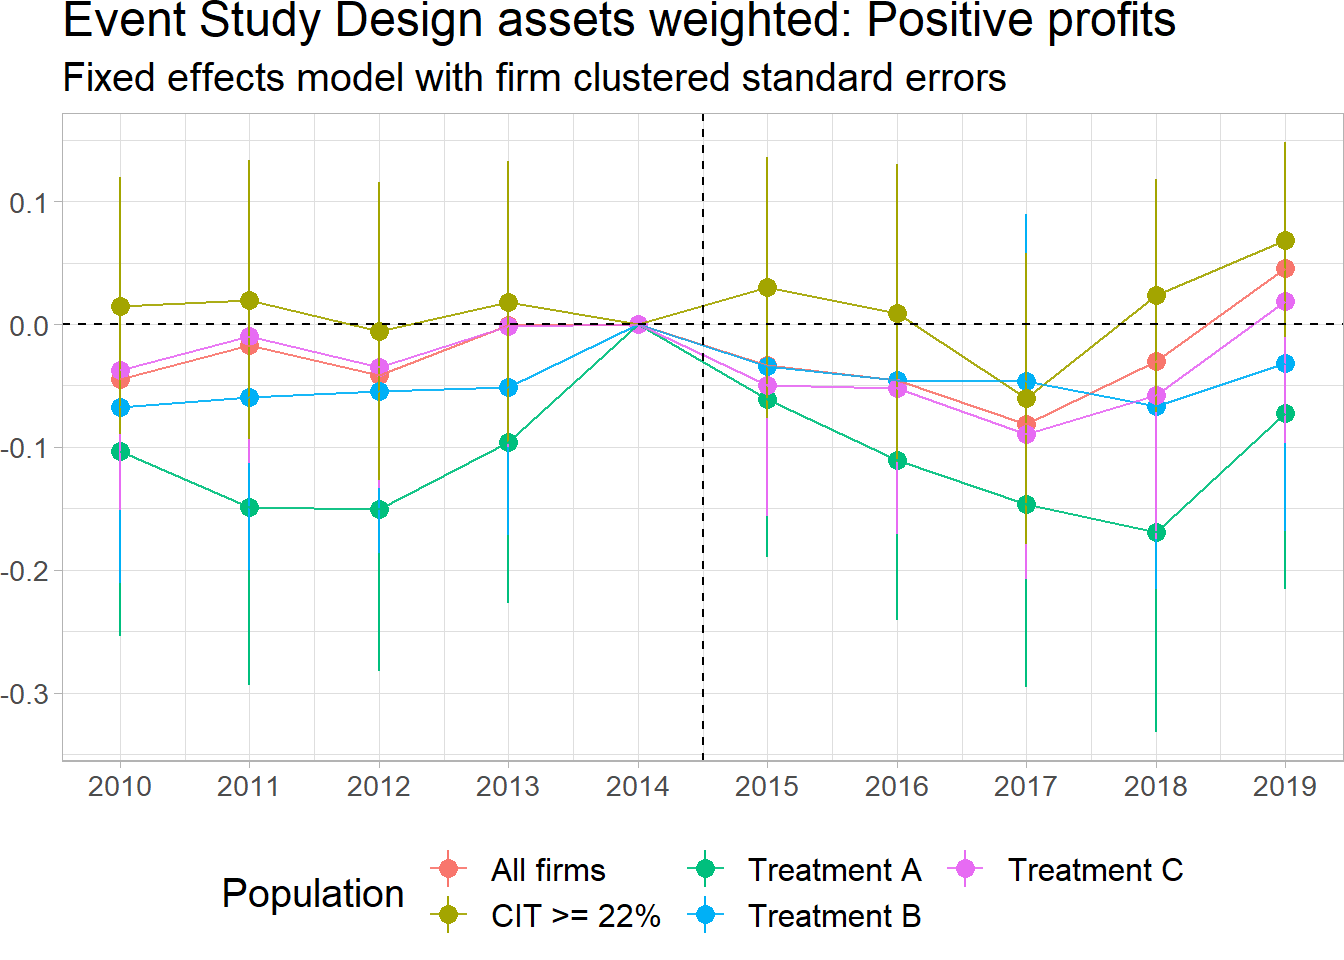 Event Study Design assets weighted: Positive profits
Fixed effects model with firm clustered standard errors
0.1
0.0
-0.1
-0.2
-0.3
2010 2011 2012 2013 2014 2015 2016 2017 2018 2019
Population
All firms Treatment A Treatment C
CIT >= 22% Treatment B